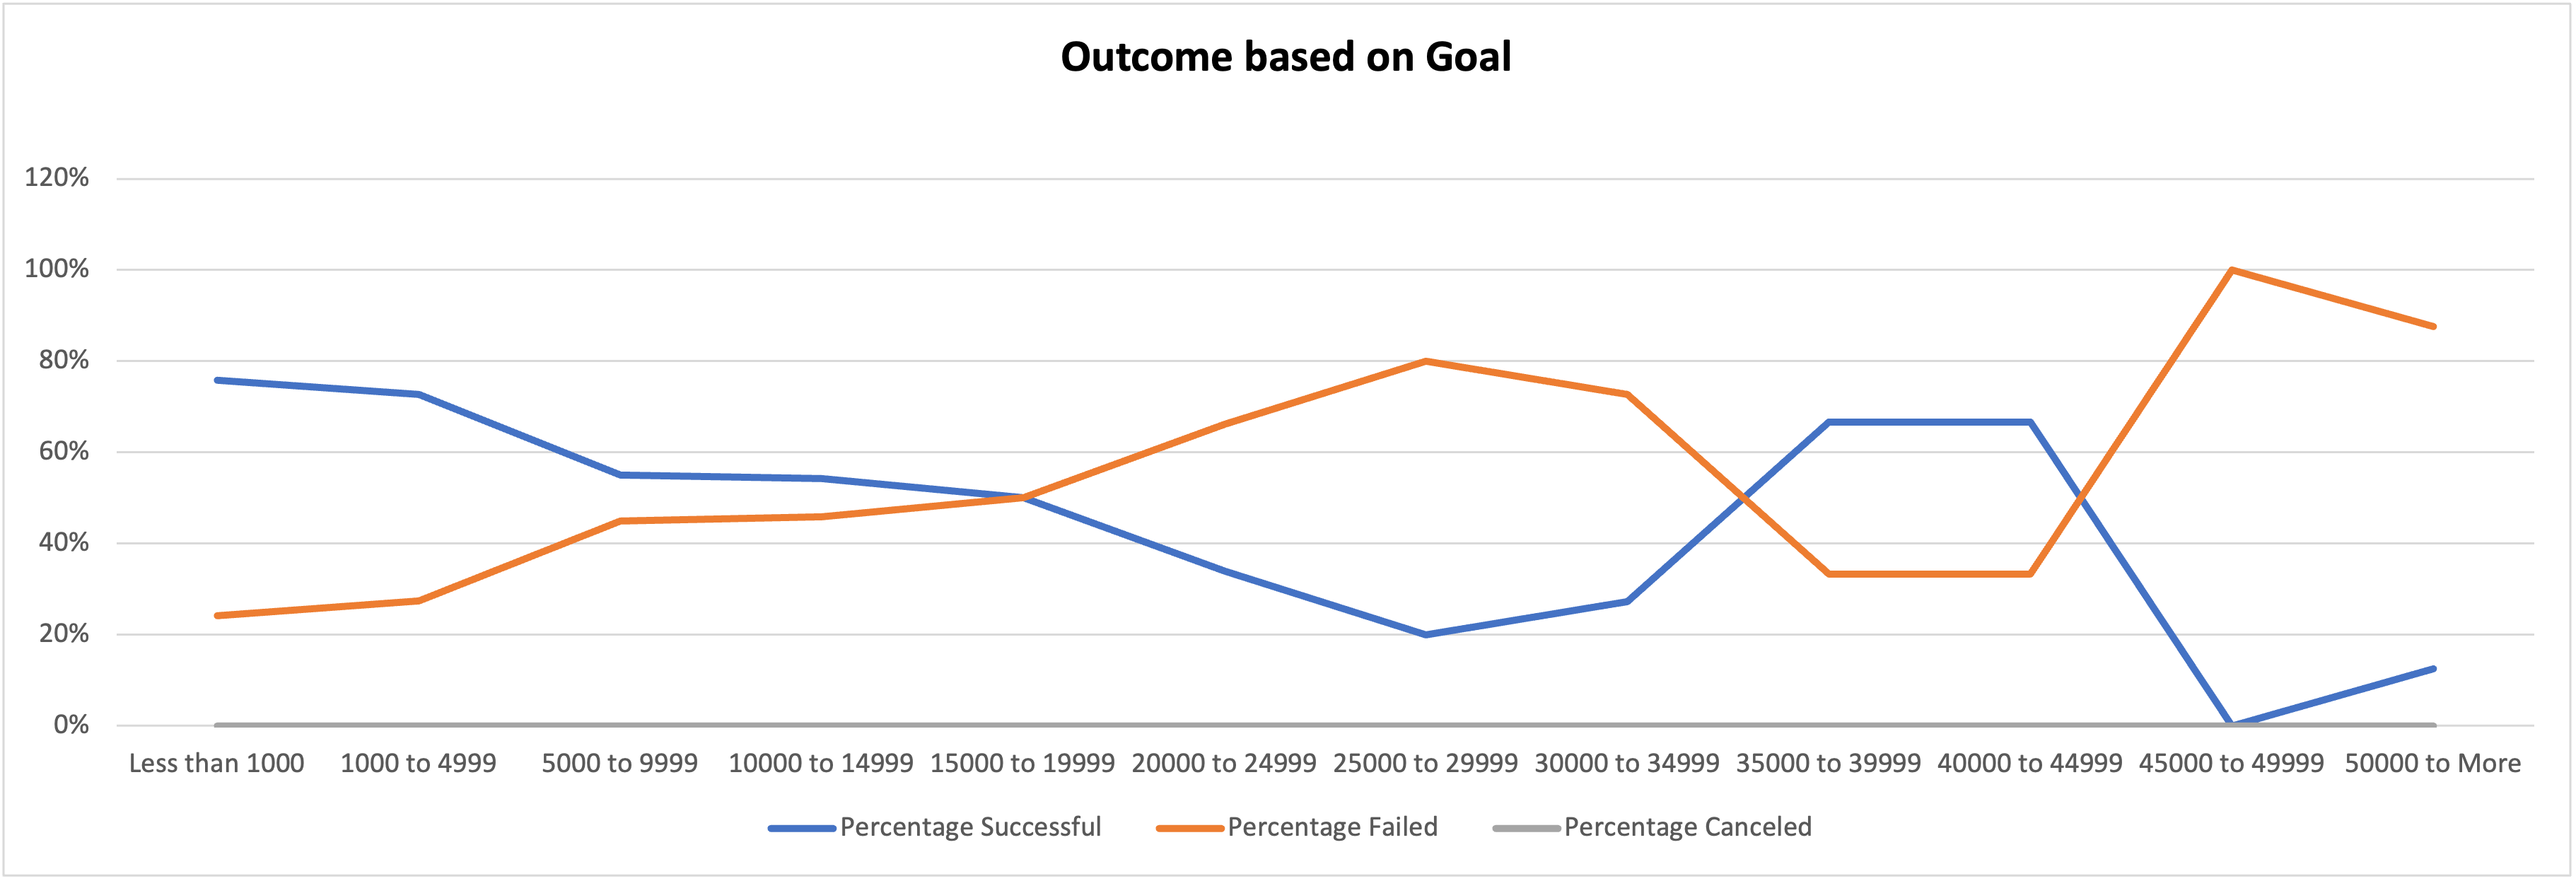 Outcome based on Goal
120%
100%
80%
60%
40%
20%
0%
Less than 1000 1000 to 4999 5000 to 9999 10000 to 14999 15000 to 19999 20000 to 24999 25000 to 29999 30000 to 34999 35000 to 39999 40000 to 44999 45000 to 49999 50000 to More
Percentage Successful Percentage Failed Percentage Canceled